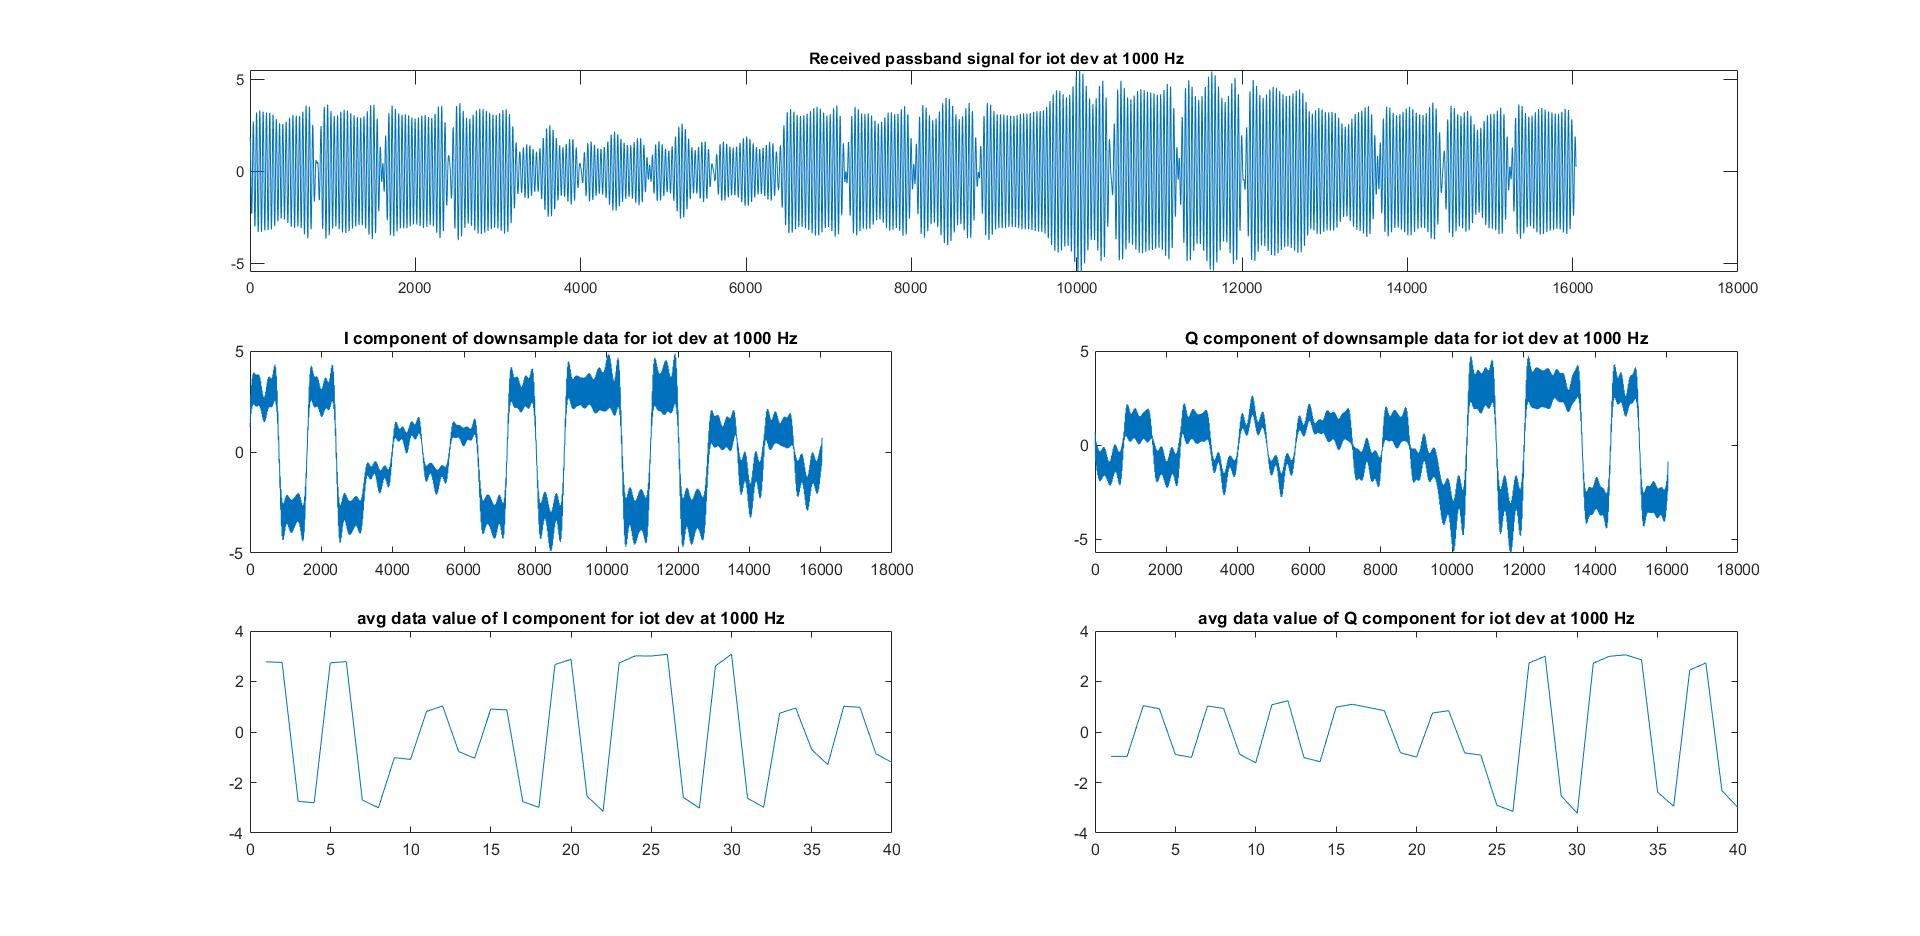 Received passband signal for iot dev at 1000 Hz
5
0
-5
0 2000 4000 6000 8000 10000 12000 14000 16000 18000
I component of downsample data for iot dev at 1000 Hz
5
0
-5
0 2000 4000 6000 8000 10000 12000 14000 16000 18000
Q component of downsample data for iot dev at 1000 Hz
5
0
-5
0 2000 4000 6000 8000 10000 12000 14000 16000 18000
avg data value of I component for iot dev at 1000 Hz
4
2
0
-2
-4
0 5 10 15 20 25 30 35 40
avg data value of Q component for iot dev at 1000 Hz
4
2
0
-2
-4
0 5 10 15 20 25 30 35 40